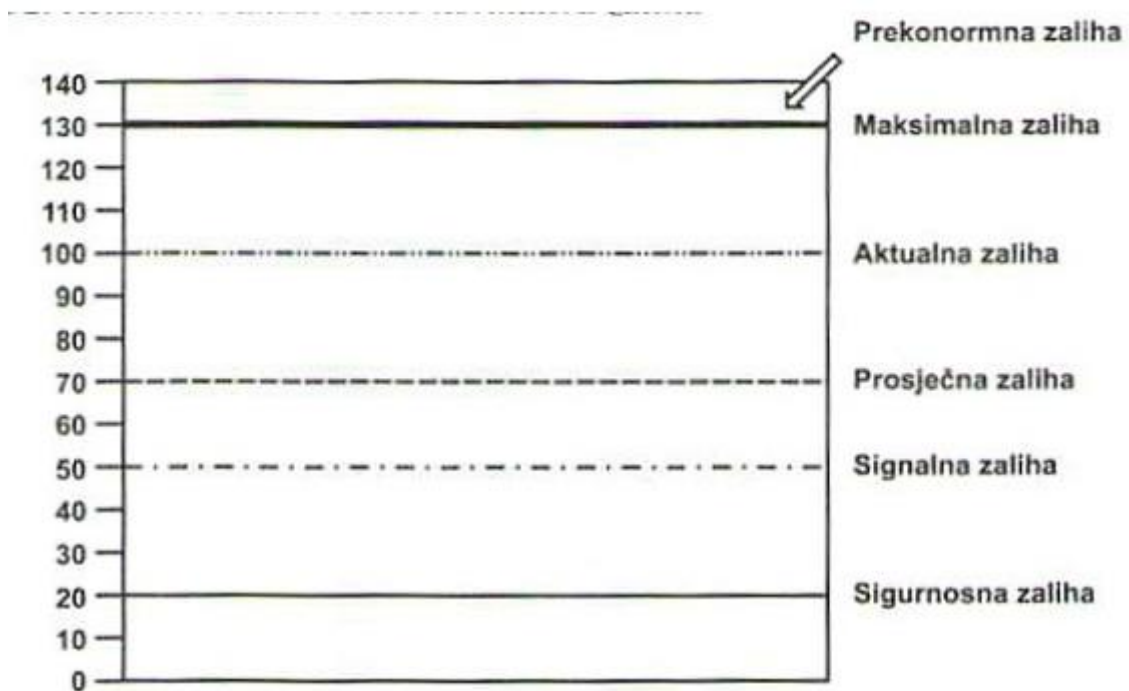 Prekonormna zaliha
140
130 Maksimalna zaliha
120
110
100 Aktualna zaliha
90
80
70 Prosječna zaliha
60
50 Signalna zaliha
40
30
20 Sigurnosna zaliha
10
0